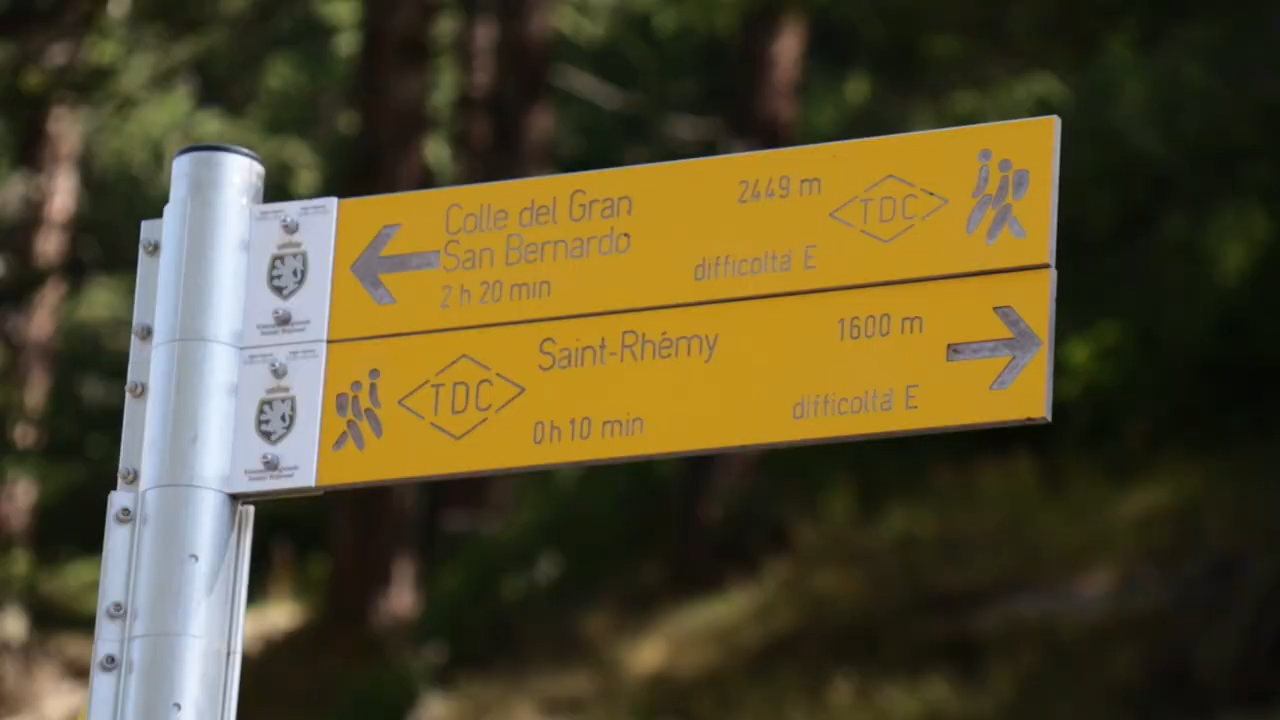 Colle del Gran
San Bernardo
2 h 20 min
2449 m
difficoltà E
TDC
Saint-Rhémy
0 h 10 min
1600 m
difficoltà E
TDC